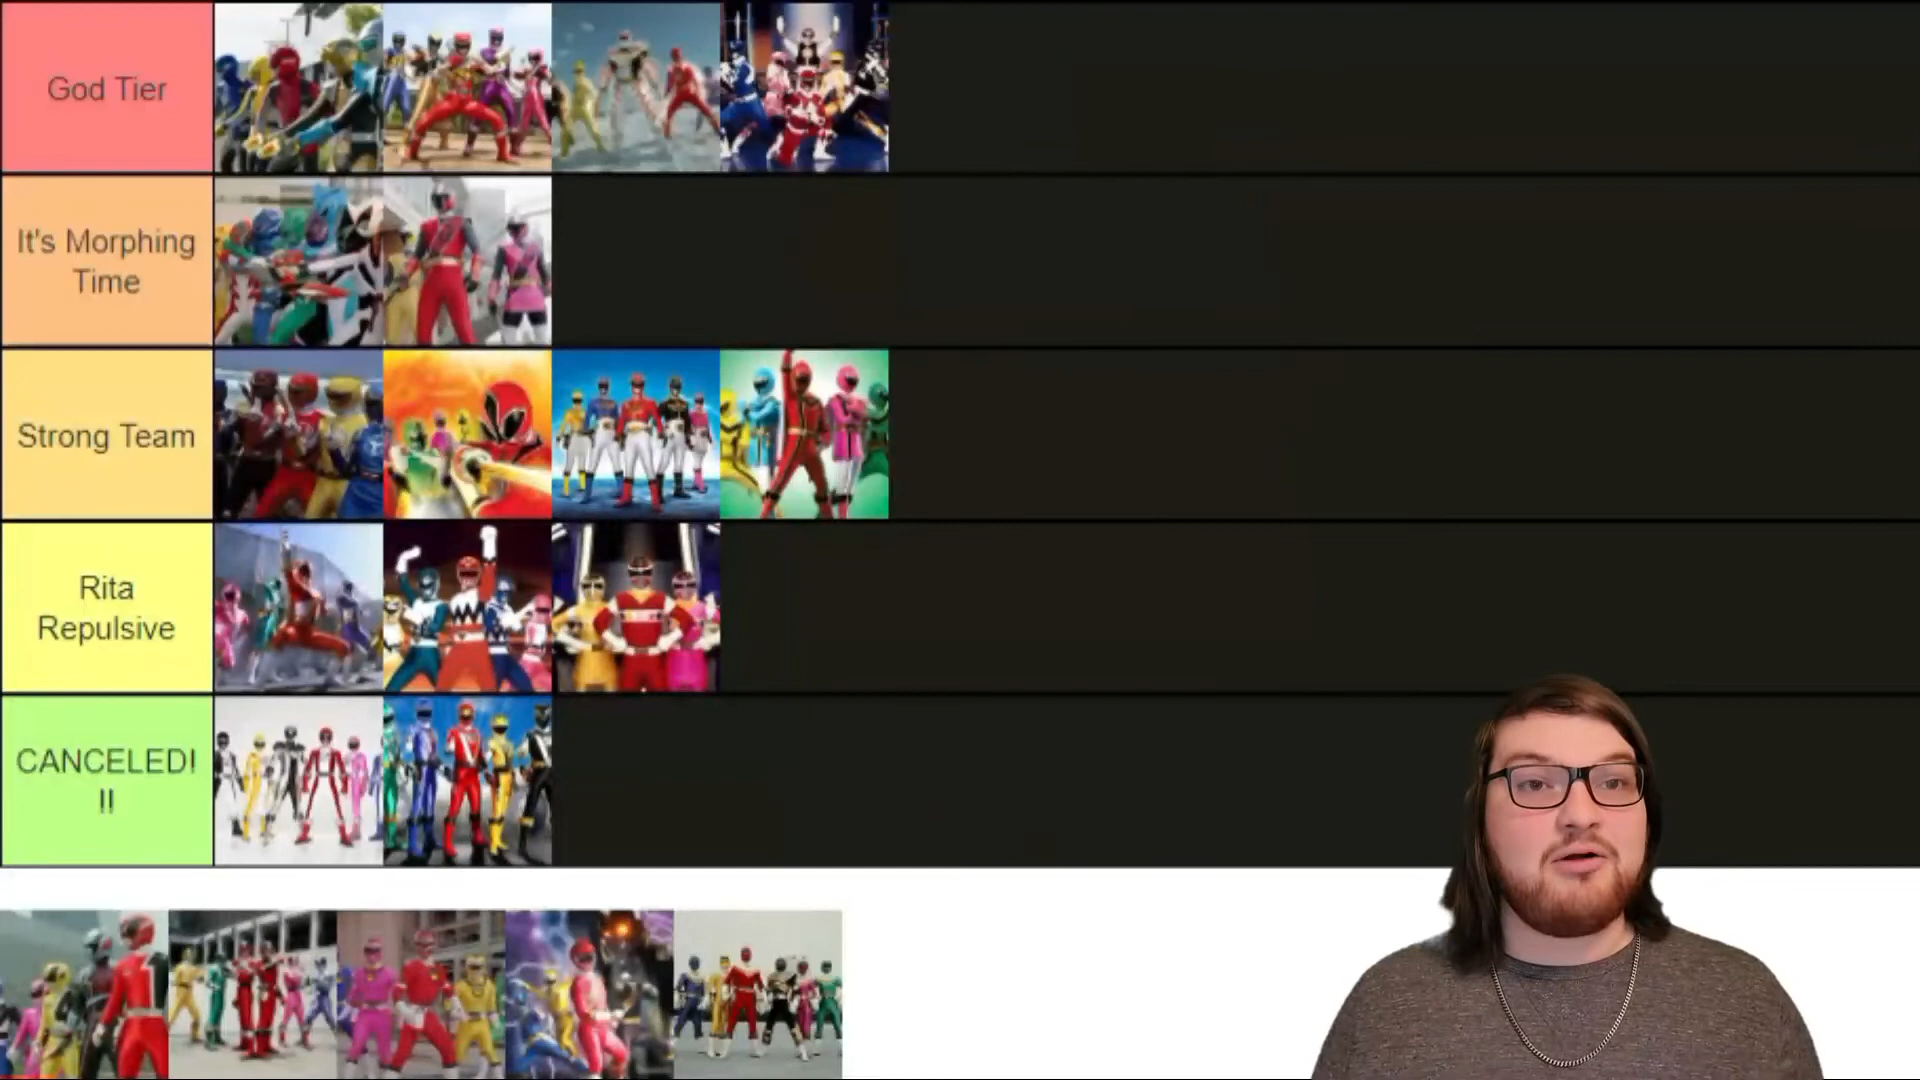 God Tier
It's Morphing
Time
Strong Team
Rita
Repulsive
CANCELED!
!!